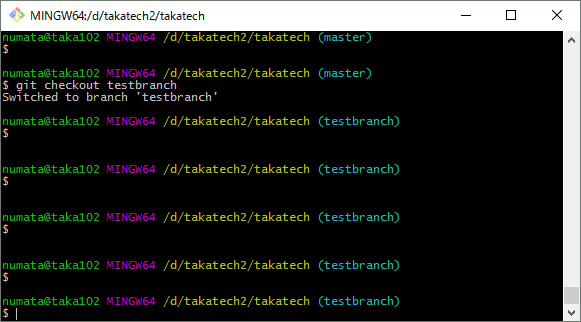 MINGW64:/d/takatech2/takatech
numata@taka102 MINGW64 /d/takatech2/takatech (master)
$
numata@taka102 MINGW64 /d/takatech2/takatech (master)
$ git checkout testbranch
Switched to branch 'testbranch'
numata@taka102 MINGW64 /d/takatech2/takatech (testbranch)
$
numata@taka102 MINGW64 /d/takatech2/takatech (testbranch)
$
numata@taka102 MINGW64 /d/takatech2/takatech (testbranch)
$
numata@taka102 MINGW64 /d/takatech2/takatech (testbranch)
$
numata@taka102 MINGW64 /d/takatech2/takatech (testbranch)
$